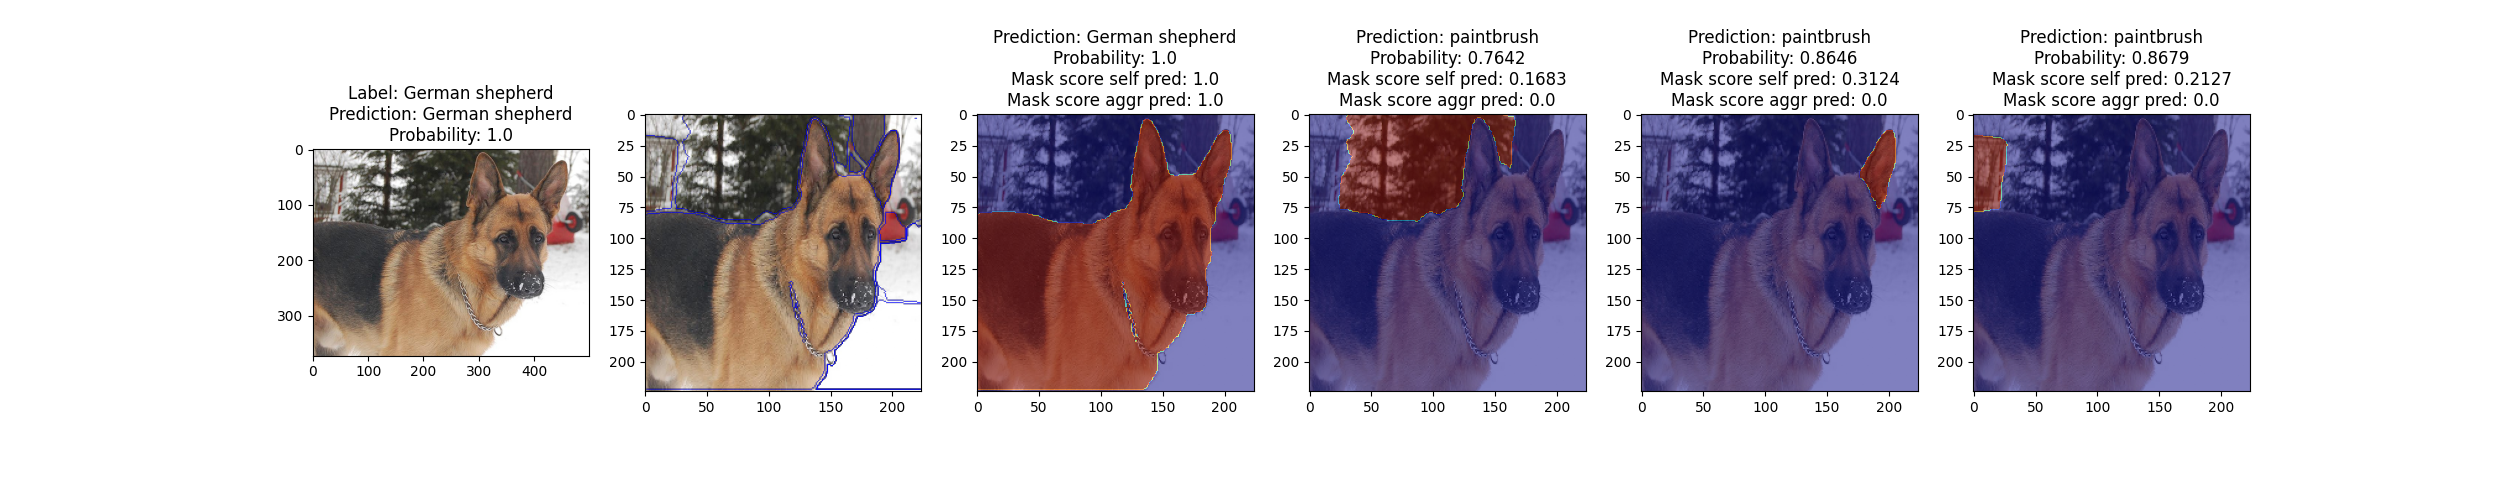 Label: German shepherd
Prediction: German shepherd
Probability: 1.0
0
100
200
300
0 100 200 300 400
0
25
50
75
100
125
150
175
200
0 50 100 150 200
Prediction: German shepherd
Probability: 1.0
Mask score self pred: 1.0
Mask score aggr pred: 1.0
0
25
50
75
100
125
150
175
200
0 50 100 150 200
Prediction: paintbrush
Probability: 0.7642
Mask score self pred: 0.1683
Mask score aggr pred: 0.0
0
25
50
75
100
125
150
175
200
0 50 100 150 200
Prediction: paintbrush
Probability: 0.8646
Mask score self pred: 0.3124
Mask score aggr pred: 0.0
0
25
50
75
100
125
150
175
200
0 50 100 150 200
Prediction: paintbrush
Probability: 0.8679
Mask score self pred: 0.2127
Mask score aggr pred: 0.0
0
25
50
75
100
125
150
175
200
0 50 100 150 200